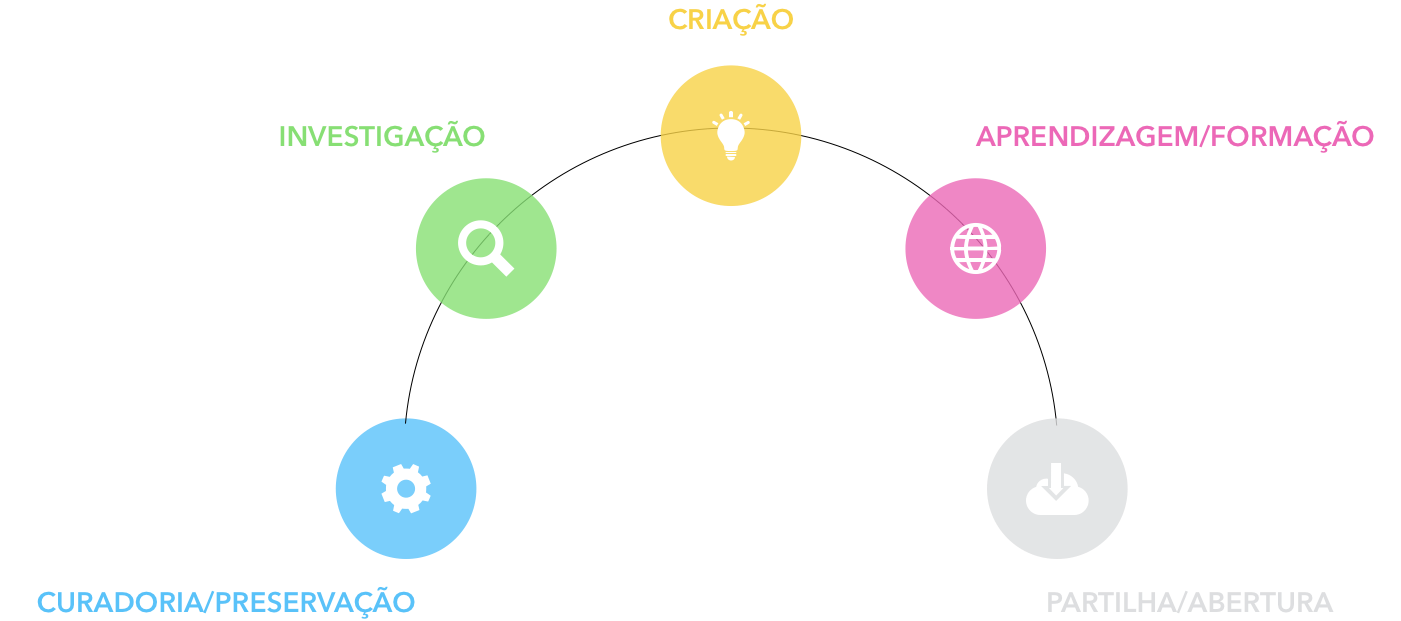 CRIAÇÃO
INVESTIGAÇÃO
APRENDIZAGEM/FORMAÇÃO
CURADORIA/PRESERVAÇÃO
PARTILHA/ABERTURA